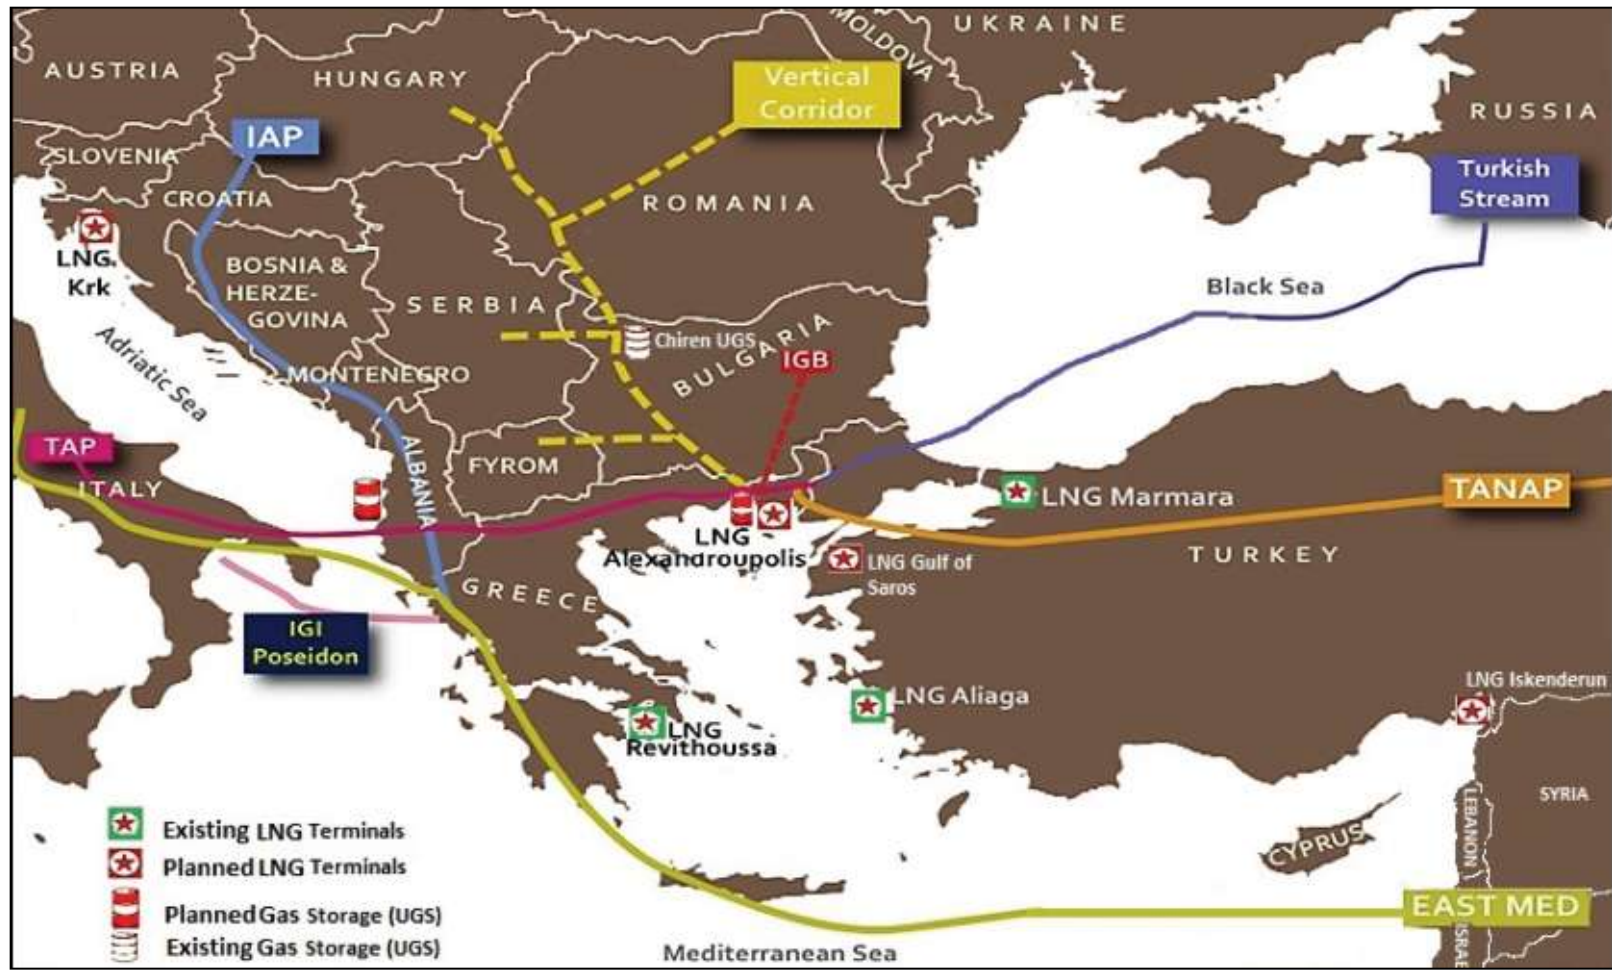 UKRAINE
MOLDOVA
AUSTRIA
HUNGARY
Vertical
Corridor
RUSSIA
IAP
SLOVENIA
Turkish
Stream
CROATIA
ROMANIA
LNG
Krk
BOSNIA &
HERZE-
GOVINA
SERBIA
Black Sea
Adriatic Sea
Chiren UGS
BULGARIA
IGB
MONTENEGRO
TAP
ITALY
ALBANIA
FYROM
LNG Marmara
TANAP
LNG
Alexandroupolis
LNG Gulf of
Saros
TURKEY
GREECE
IGI
Poseidon
LNG Iskenderun
LNG Aliaga
LNG
Revithoussa
SYRIA
LEBANON
CYPRUS
Existing LNG Terminals
Planned LNG Terminals
Planned Gas Storage (UGS)
Existing Gas Storage (UGS)
EAST MED
ISRAE
Mediterranean Sea